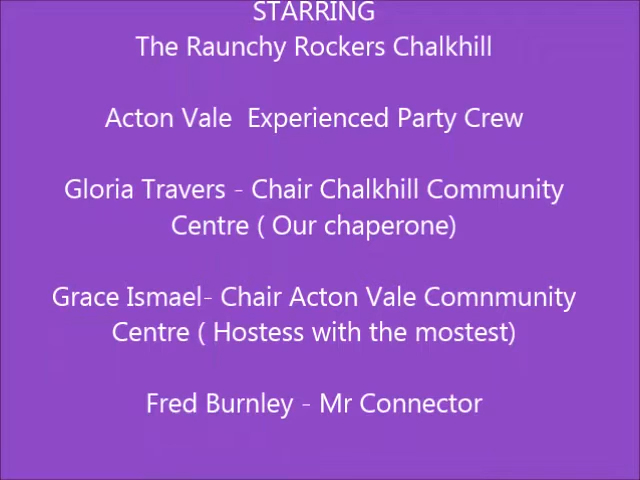 STARRING
The Raunchy Rockers Chalkhill
Acton Vale  Experienced Party Crew
Gloria Travers - Chair Chalkhill Community
Centre ( Our chaperone)
Grace Ismael- Chair Acton Vale Comnmunity
Centre ( Hostess with the mostest)
Fred Burnley - Mr Connector